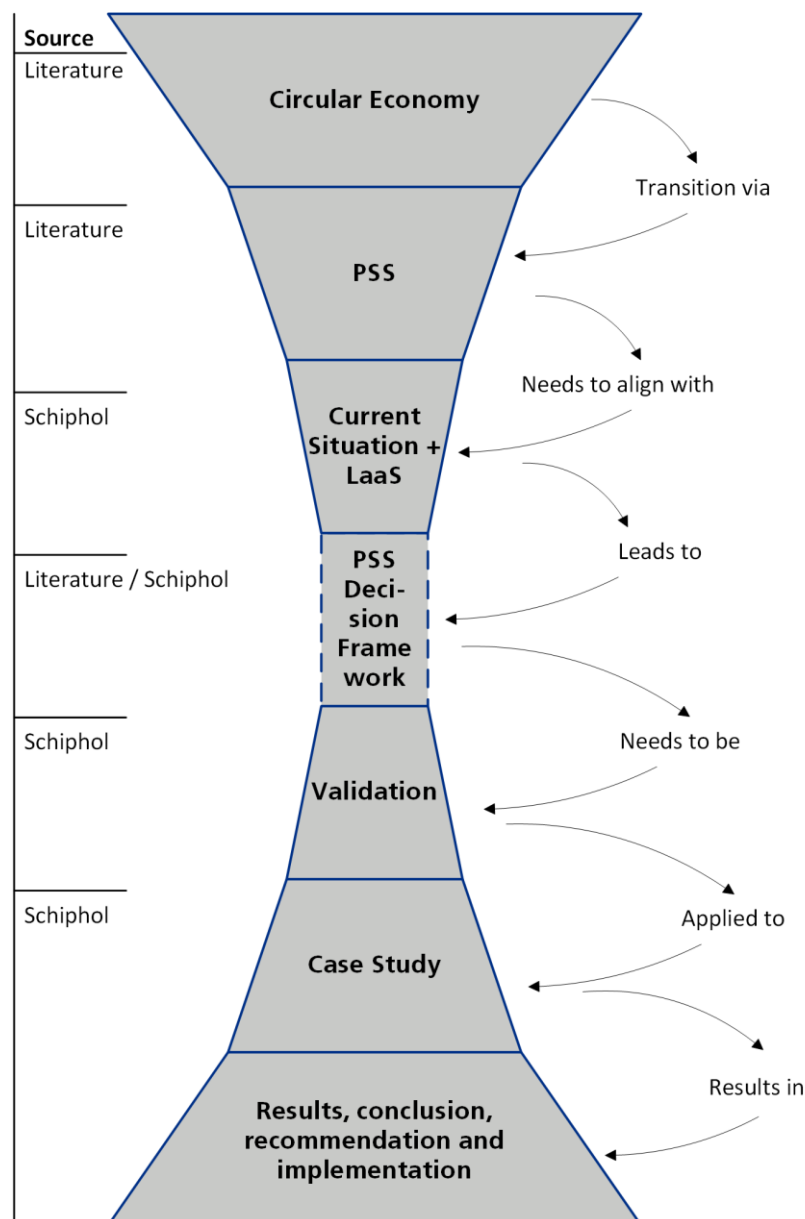 Source
Literature
Circular Economy
Transition via
Literature
PSS
Needs to align with
Schiphol
Current
Situation +
LaaS
Leads to
Literature / Schiphol
PSS
Deci-
sion
Frame
work
Needs to be
Schiphol
Validation
Applied to
Schiphol
Case Study
Results in
Results, conclusion,
recommendation and
implementation